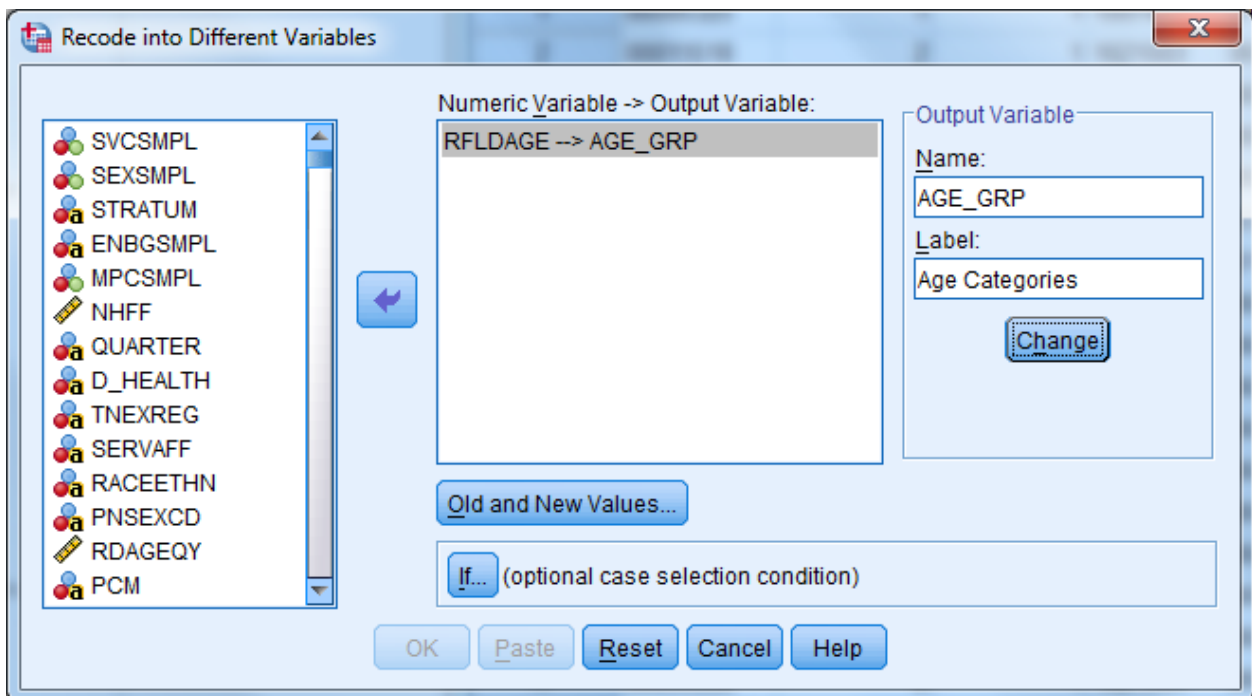 Recode into Different Variables
SVCSMPL
SEXSMPL
STRATUM
ENBGSMPL
MPCSMPL
NHFF
QUARTER
D_HEALTH
TNEXREG
SERVAFF
RACEETHN
PNSEXCD
RDAGEQY
PCM
Numeric Variable -> Output Variable:
RFLDAGE --> AGE_GRP
Output Variable
Name:
AGE_GRP
Label:
Age Categories
Change
Old and New Values...
If... (optional case selection condition)
OK Paste Reset Cancel Help